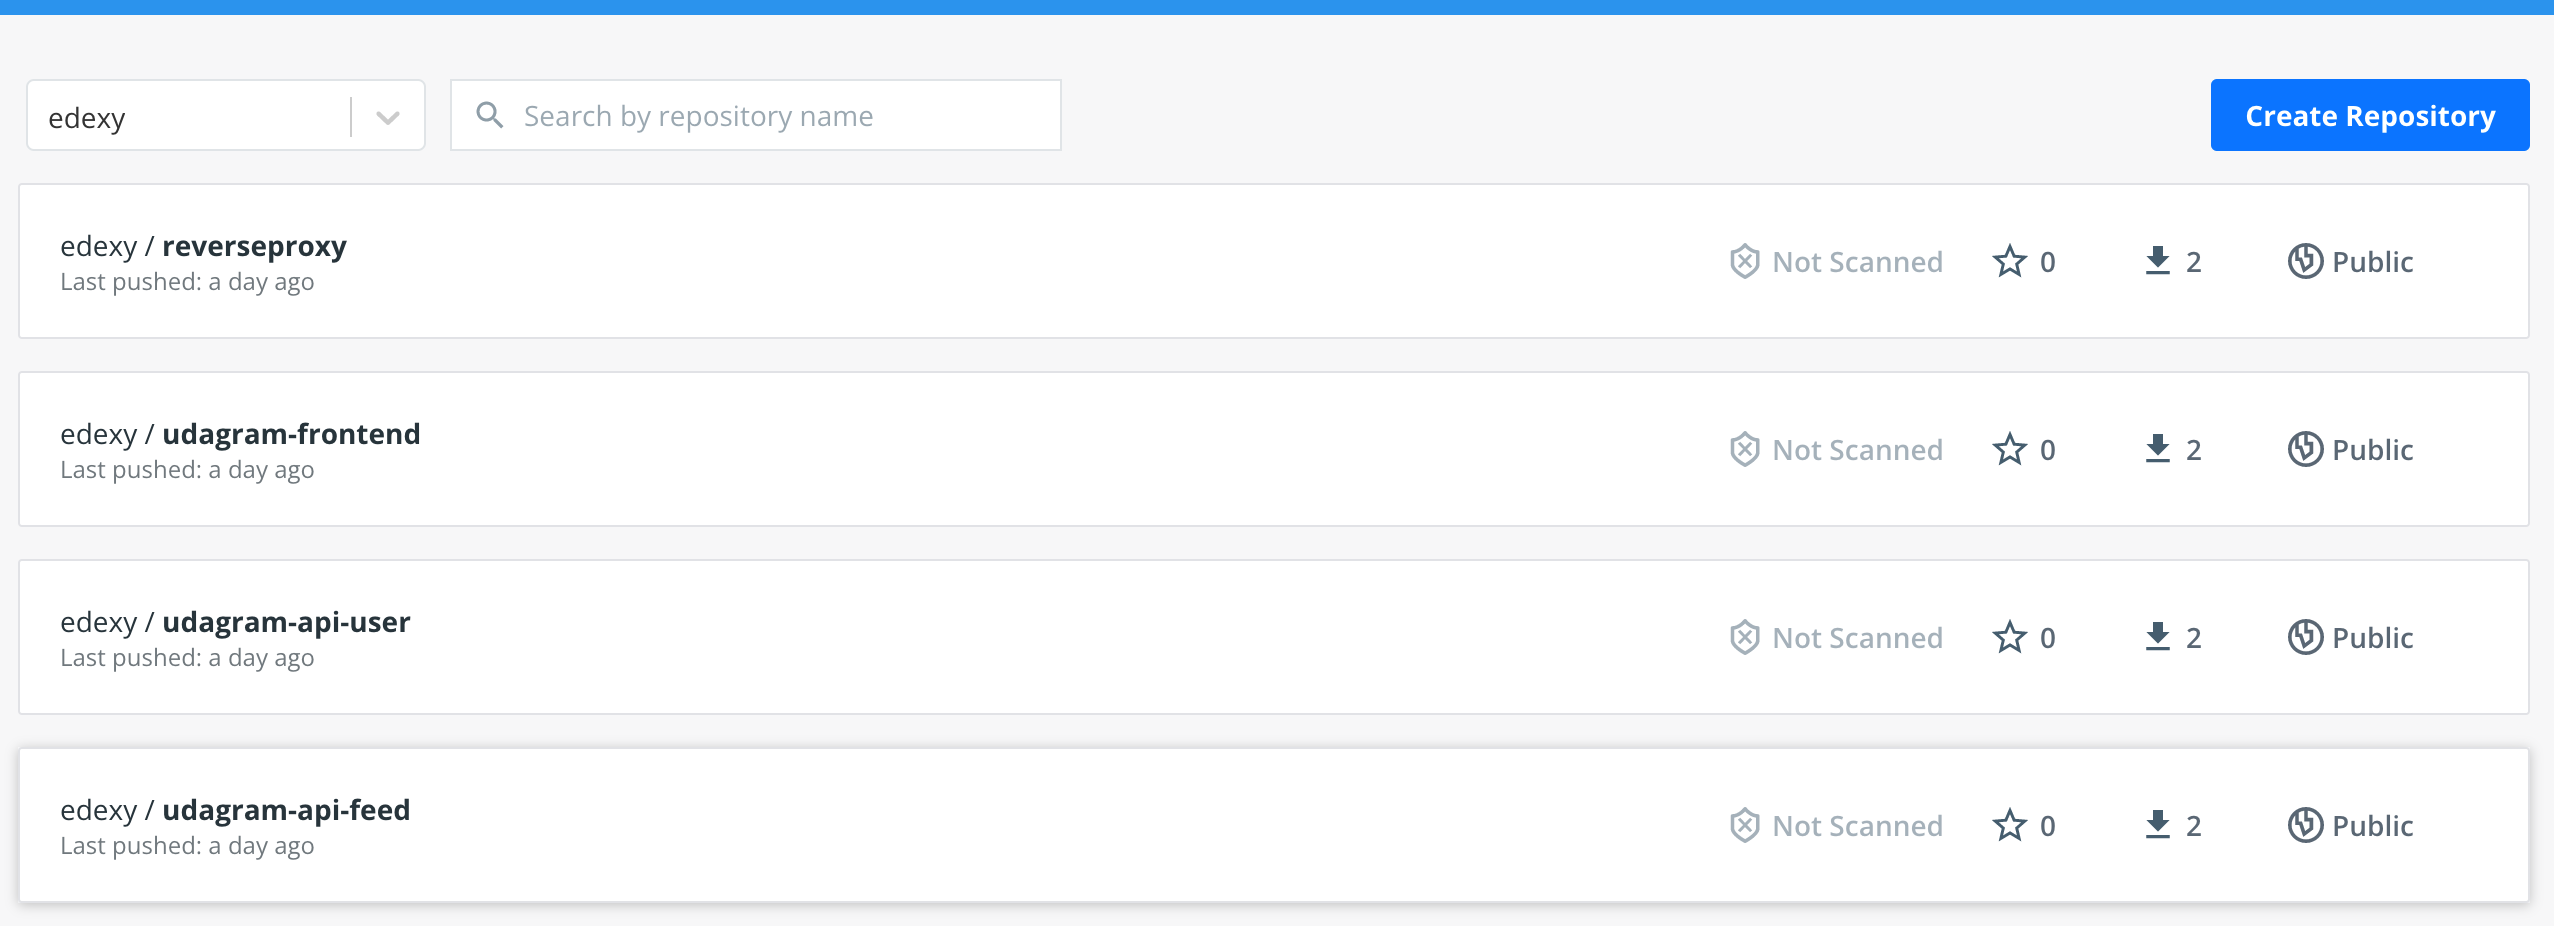 edexy
Search by repository name
Create Repository
edexy / reverseproxy
Last pushed: a day ago
Not Scanned 0 2 Public
edexy / udagram-frontend
Last pushed: a day ago
Not Scanned 0 2 Public
edexy / udagram-api-user
Last pushed: a day ago
Not Scanned 0 2 Public
edexy / udagram-api-feed
Last pushed: a day ago
Not Scanned 0 2 Public